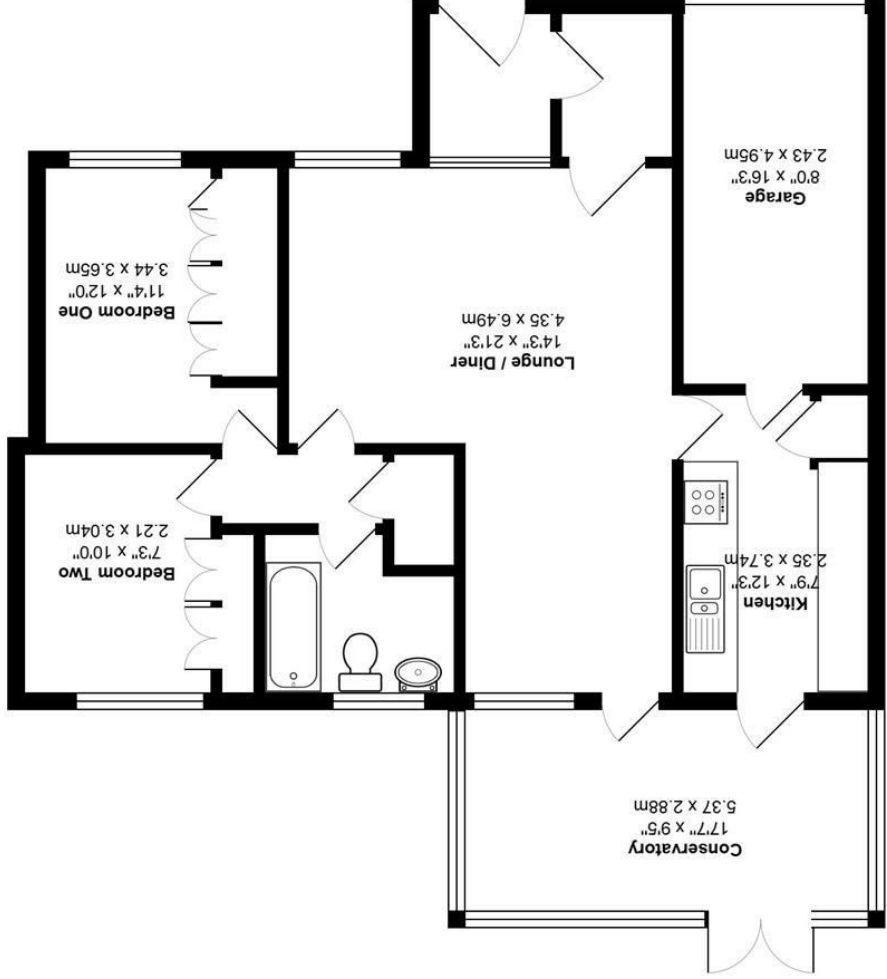 Conservatory
17'7" x 9'5"
5.37 x 2.88m
Kitchen
7'9" x 12'3"
2.35 x 3.74m
Bedroom Two
7'3" x 10'0"
2.21 x 3.04m
Lounge / Diner
14'3" x 21'3"
4.35 x 6.49m
Bedroom One
11'4" x 12'0"
3.44 x 3.65m
Garage
8'0" x 16'3"
2.43 x 4.95m